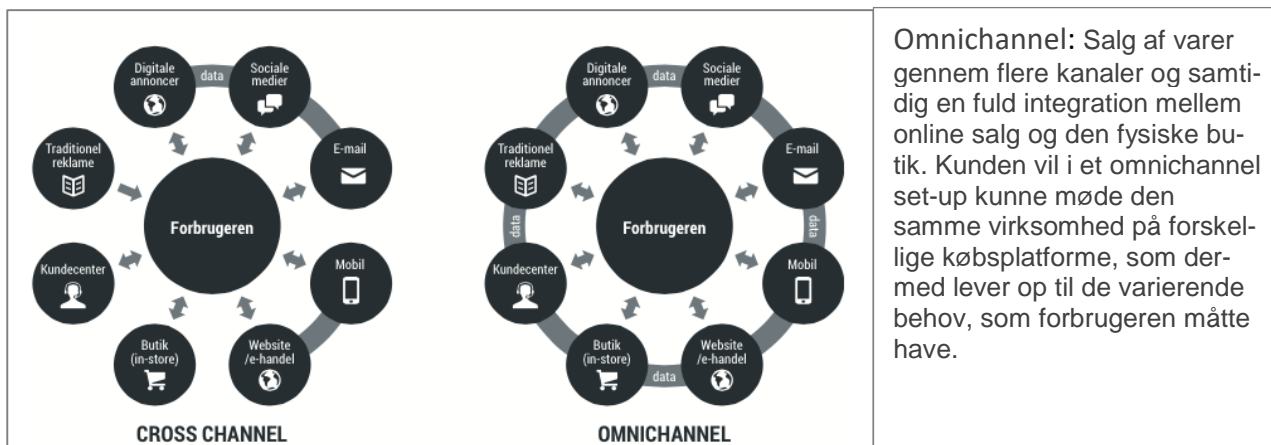 Digitale
annoncer
data
Sociale
medier
Traditionel
reklame
E-mail
Forbrugeren
Kundecenter
Mobil
Butik
(in-store)
Website
/e-handel
CROSS CHANNEL
Digitale
annoncer
data
Sociale
medier
Traditionel
reklame
E-mail
data
Forbrugeren
data
Kundecenter
Mobil
Butik
(in-store)
data
Website
/e-handel
OMNICHANNEL
Omnichannel: Salg af varer
gennem flere kanaler og samti-
dig en fuld integration mellem
online salg og den fysiske bu-
tik. Kunden vil i et omnichannel
set-up kunne møde den
samme virksomhed på forskel-
lige købsplatforme, som der-
med lever op til de varierende
behov, som forbrugeren måtte
have.